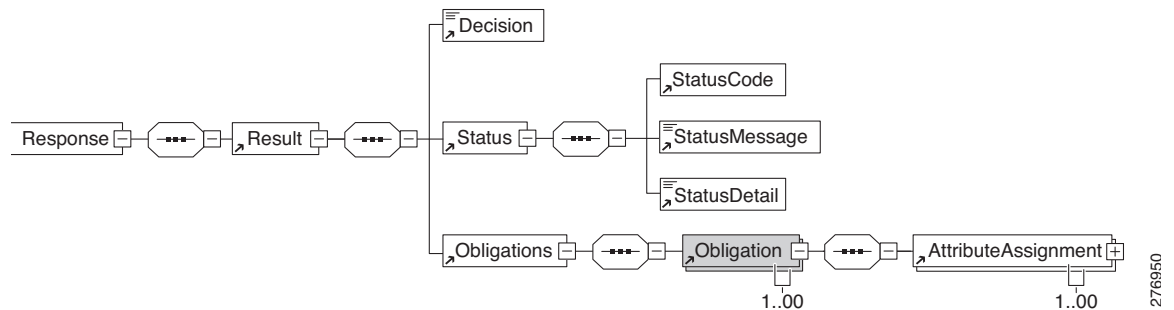 Decision
StatusCode
Response
Result
Status
StatusMessage
StatusDetail
Obligations
Obligation
AttributeAssignment
1..00
1..00
276950